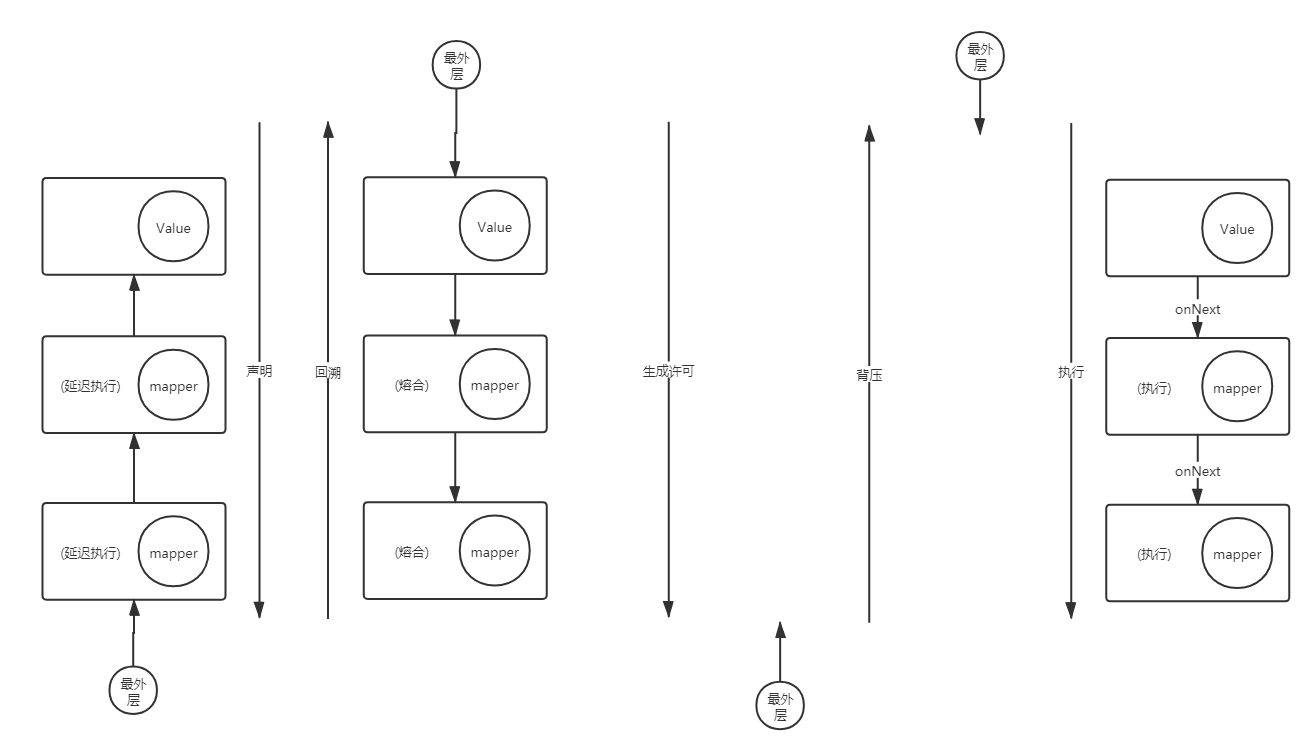 最外
层
最外
层
Value
Value
Value
onNext
声明
回溯
生成许可
背压
执行
(延迟执行)
mapper
(熔合)
mapper
(执行)
mapper
onNext
(延迟执行)
mapper
(熔合)
mapper
(执行)
mapper
最外
层
最外
层